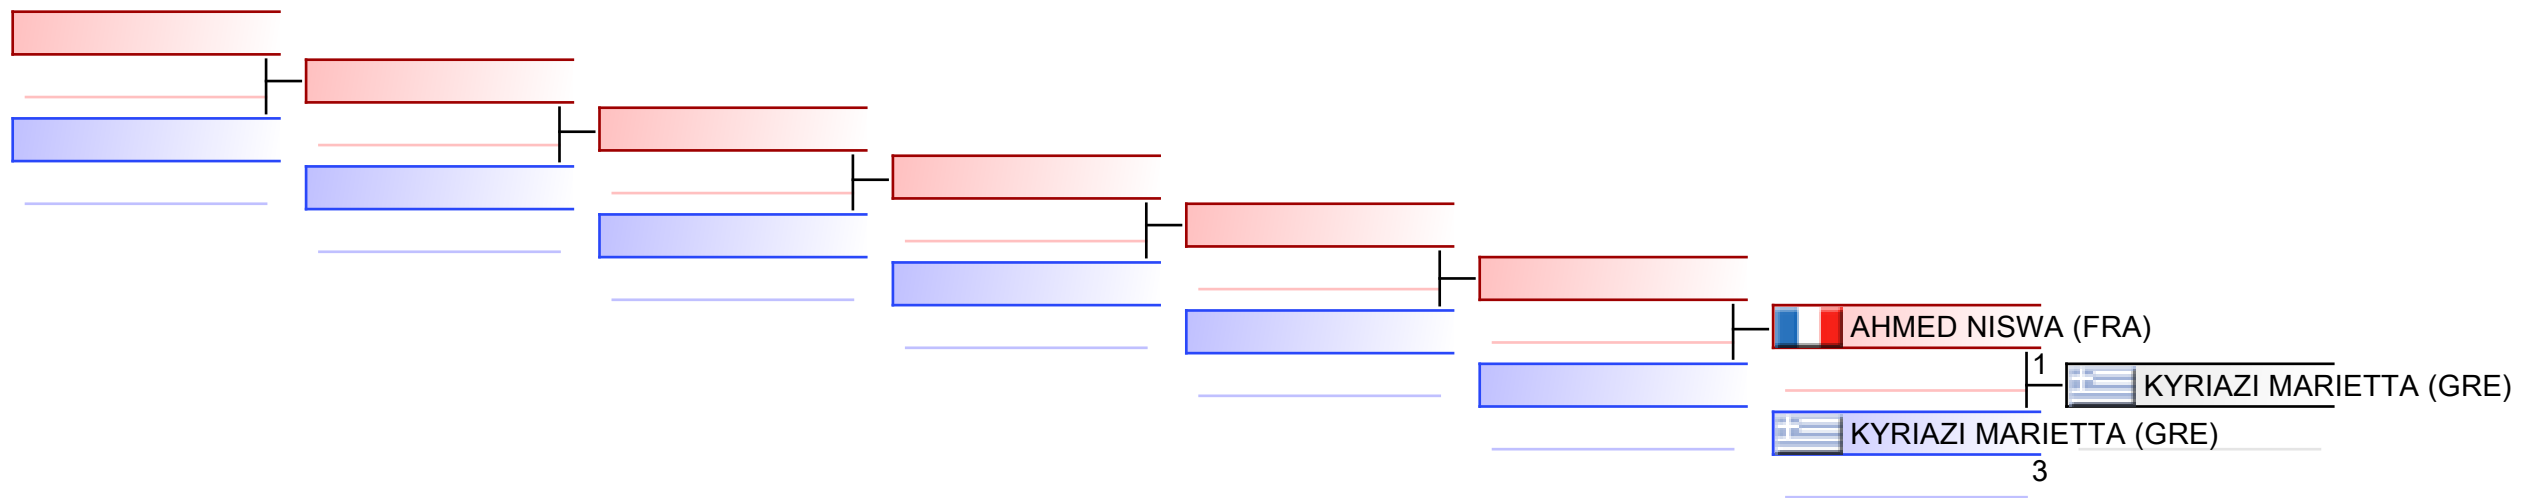 AHMED NISWA (FRA)
1
KYRIAZI MARIETTA (GRE)
KYRIAZI MARIETTA (GRE)
3